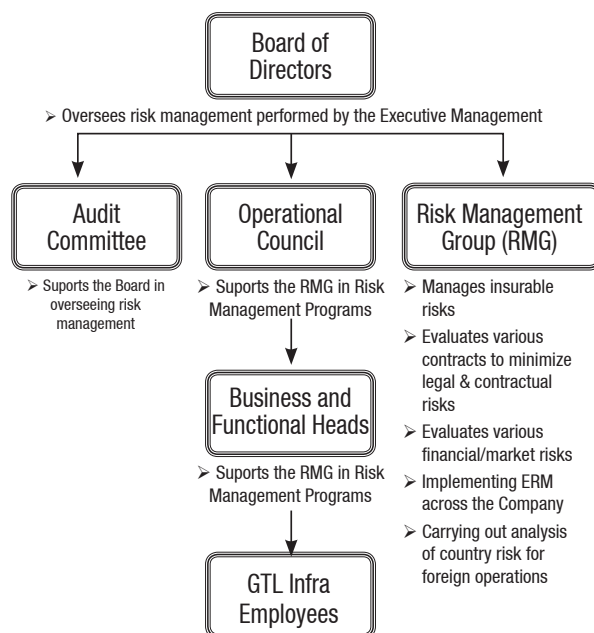 Board of
Directors
➢ Oversees risk management performed by the Executive Management
Audit
Committee
➢ Suports the Board in
overseeing risk
management
Operational
Council
➢ Suports the RMG in Risk
Management Programs
Business and
Functional Heads
➢ Suports the RMG in Risk
Management Programs
GTL Infra
Employees
Risk Management
Group (RMG)
➢ Manages insurable
risks
➢ Evaluates various
contracts to minimize
legal & contractual
risks
➢ Evaluates various
financial/market risks
➢ Implementing ERM
across the Company
➢ Carrying out analysis
of country risk for
foreign operations